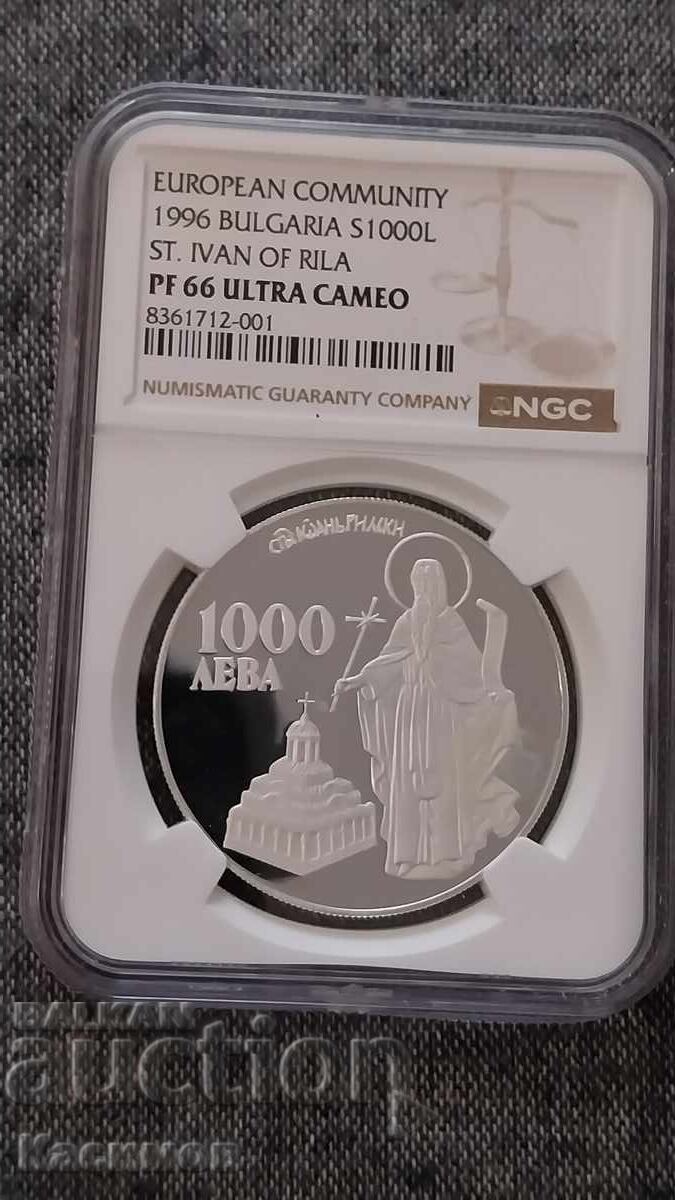 EUROPEAN COMMUNITY
1996 BULGARIA S1000L
ST. IVAN OF RILA
PF 66 ULTRA CAMEO
8361712-001
NUMISMATIC GUARANTY COMPANY
NGC
1000
ЛЕВА
BALKAN
auction
Касимов